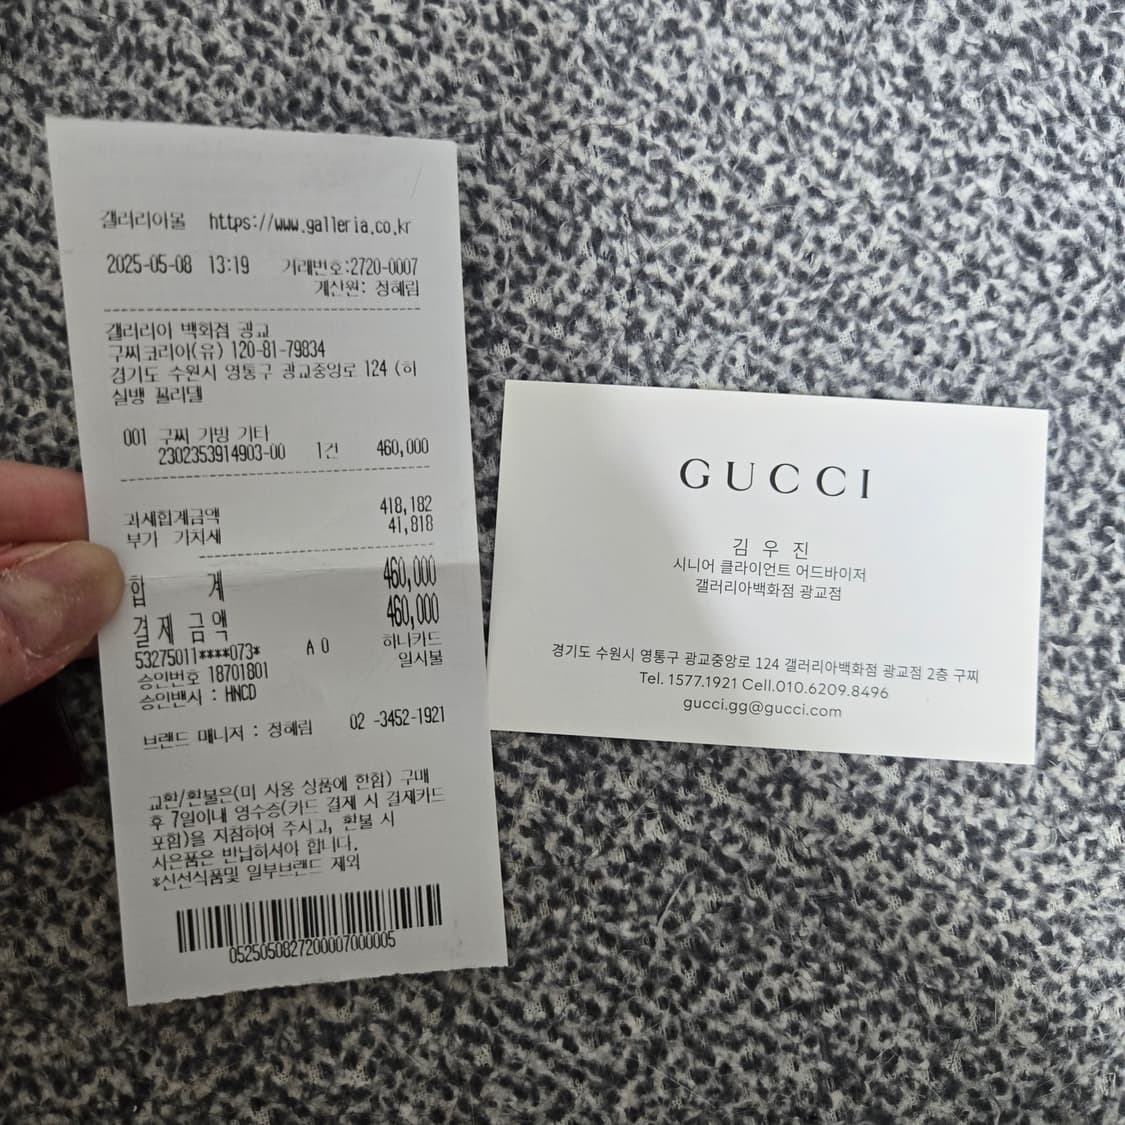 갤러리아몰 https://www.galleria.co.kr
2025-05-08 13:19 거래번호:2720-0007
계산원: 정혜림
갤러리아 백화점 광교
구찌코리아(유) 120-81-79834
경기도 수원시 영통구 광교중앙로 124 (하
실뱅 꼴리델
001 구찌 가방 기타
2302353914903-00 1건 460,000
과세합계금액 418,182
부가 가치세 41,818
합 계 460,000
결제 금액 460,000
53275011****073* A 0 하나카드
승인번호 18701801 일시불
승인밴사 : HNCD
브랜드 매니저 : 정혜림 02 -3452-1921
교환/환불은(미 사용 상품에 한함) 구매
후 7일이내 영수증(카드 결제 시 결제카드
포함)을 지참하여 주시고, 환불 시
사은품은 반납하셔야 합니다.
*신선식품및 일부브랜드 제외
0525050827200007000005
GUCCI
김 우 진
시니어 클라이언트 어드바이저
갤러리아백화점 광교점
경기도 수원시 영통구 광교중앙로 124 갤러리아백화점 광교점 2층 구찌
Tel. 1577.1921 Cell.010.6209.8496
gucci.gg@gucci.com